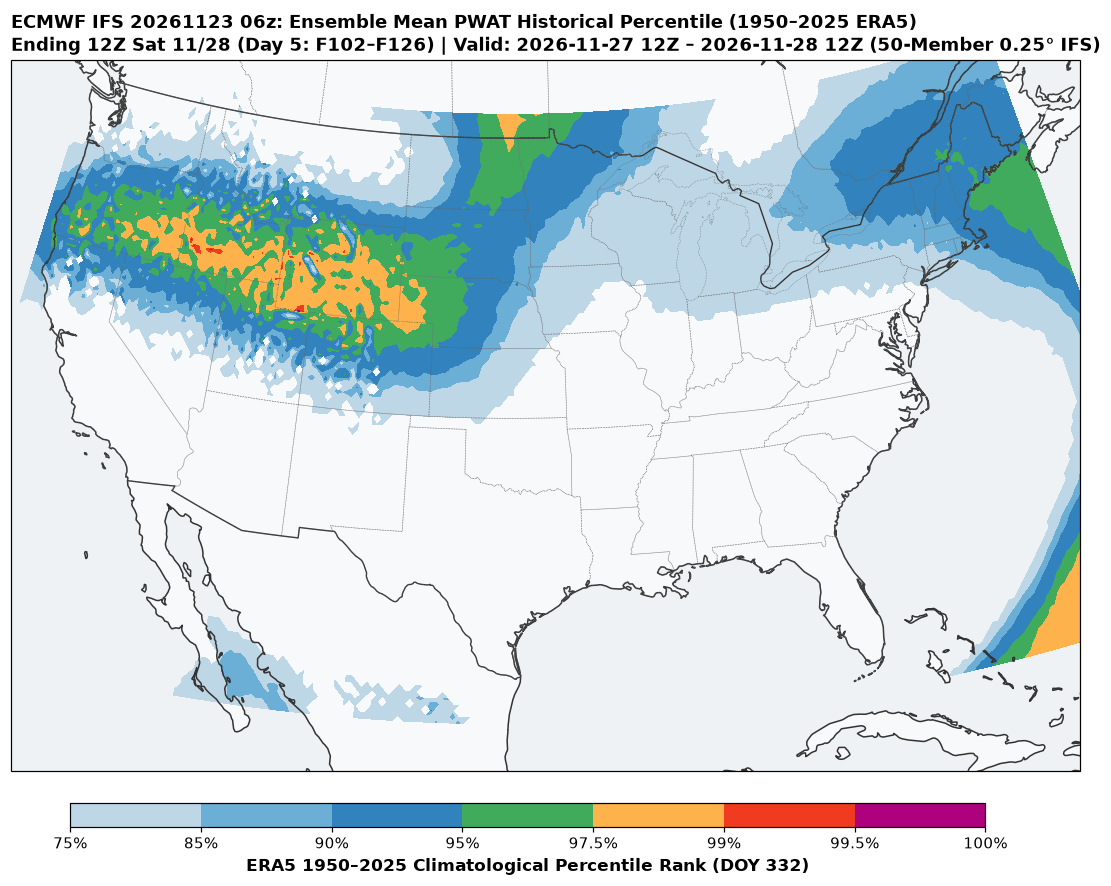 ECMWF IFS 20261123 06z: Ensemble Mean PWAT Historical Percentile (1950–2025 ERA5)
Ending 12Z Sat 11/28 (Day 5: F102–F126) | Valid: 2026-11-27 12Z – 2026-11-28 12Z (50-Member 0.25° IFS)
75% 85% 90% 95% 97.5% 99% 99.5% 100%
ERA5 1950–2025 Climatological Percentile Rank (DOY 332)